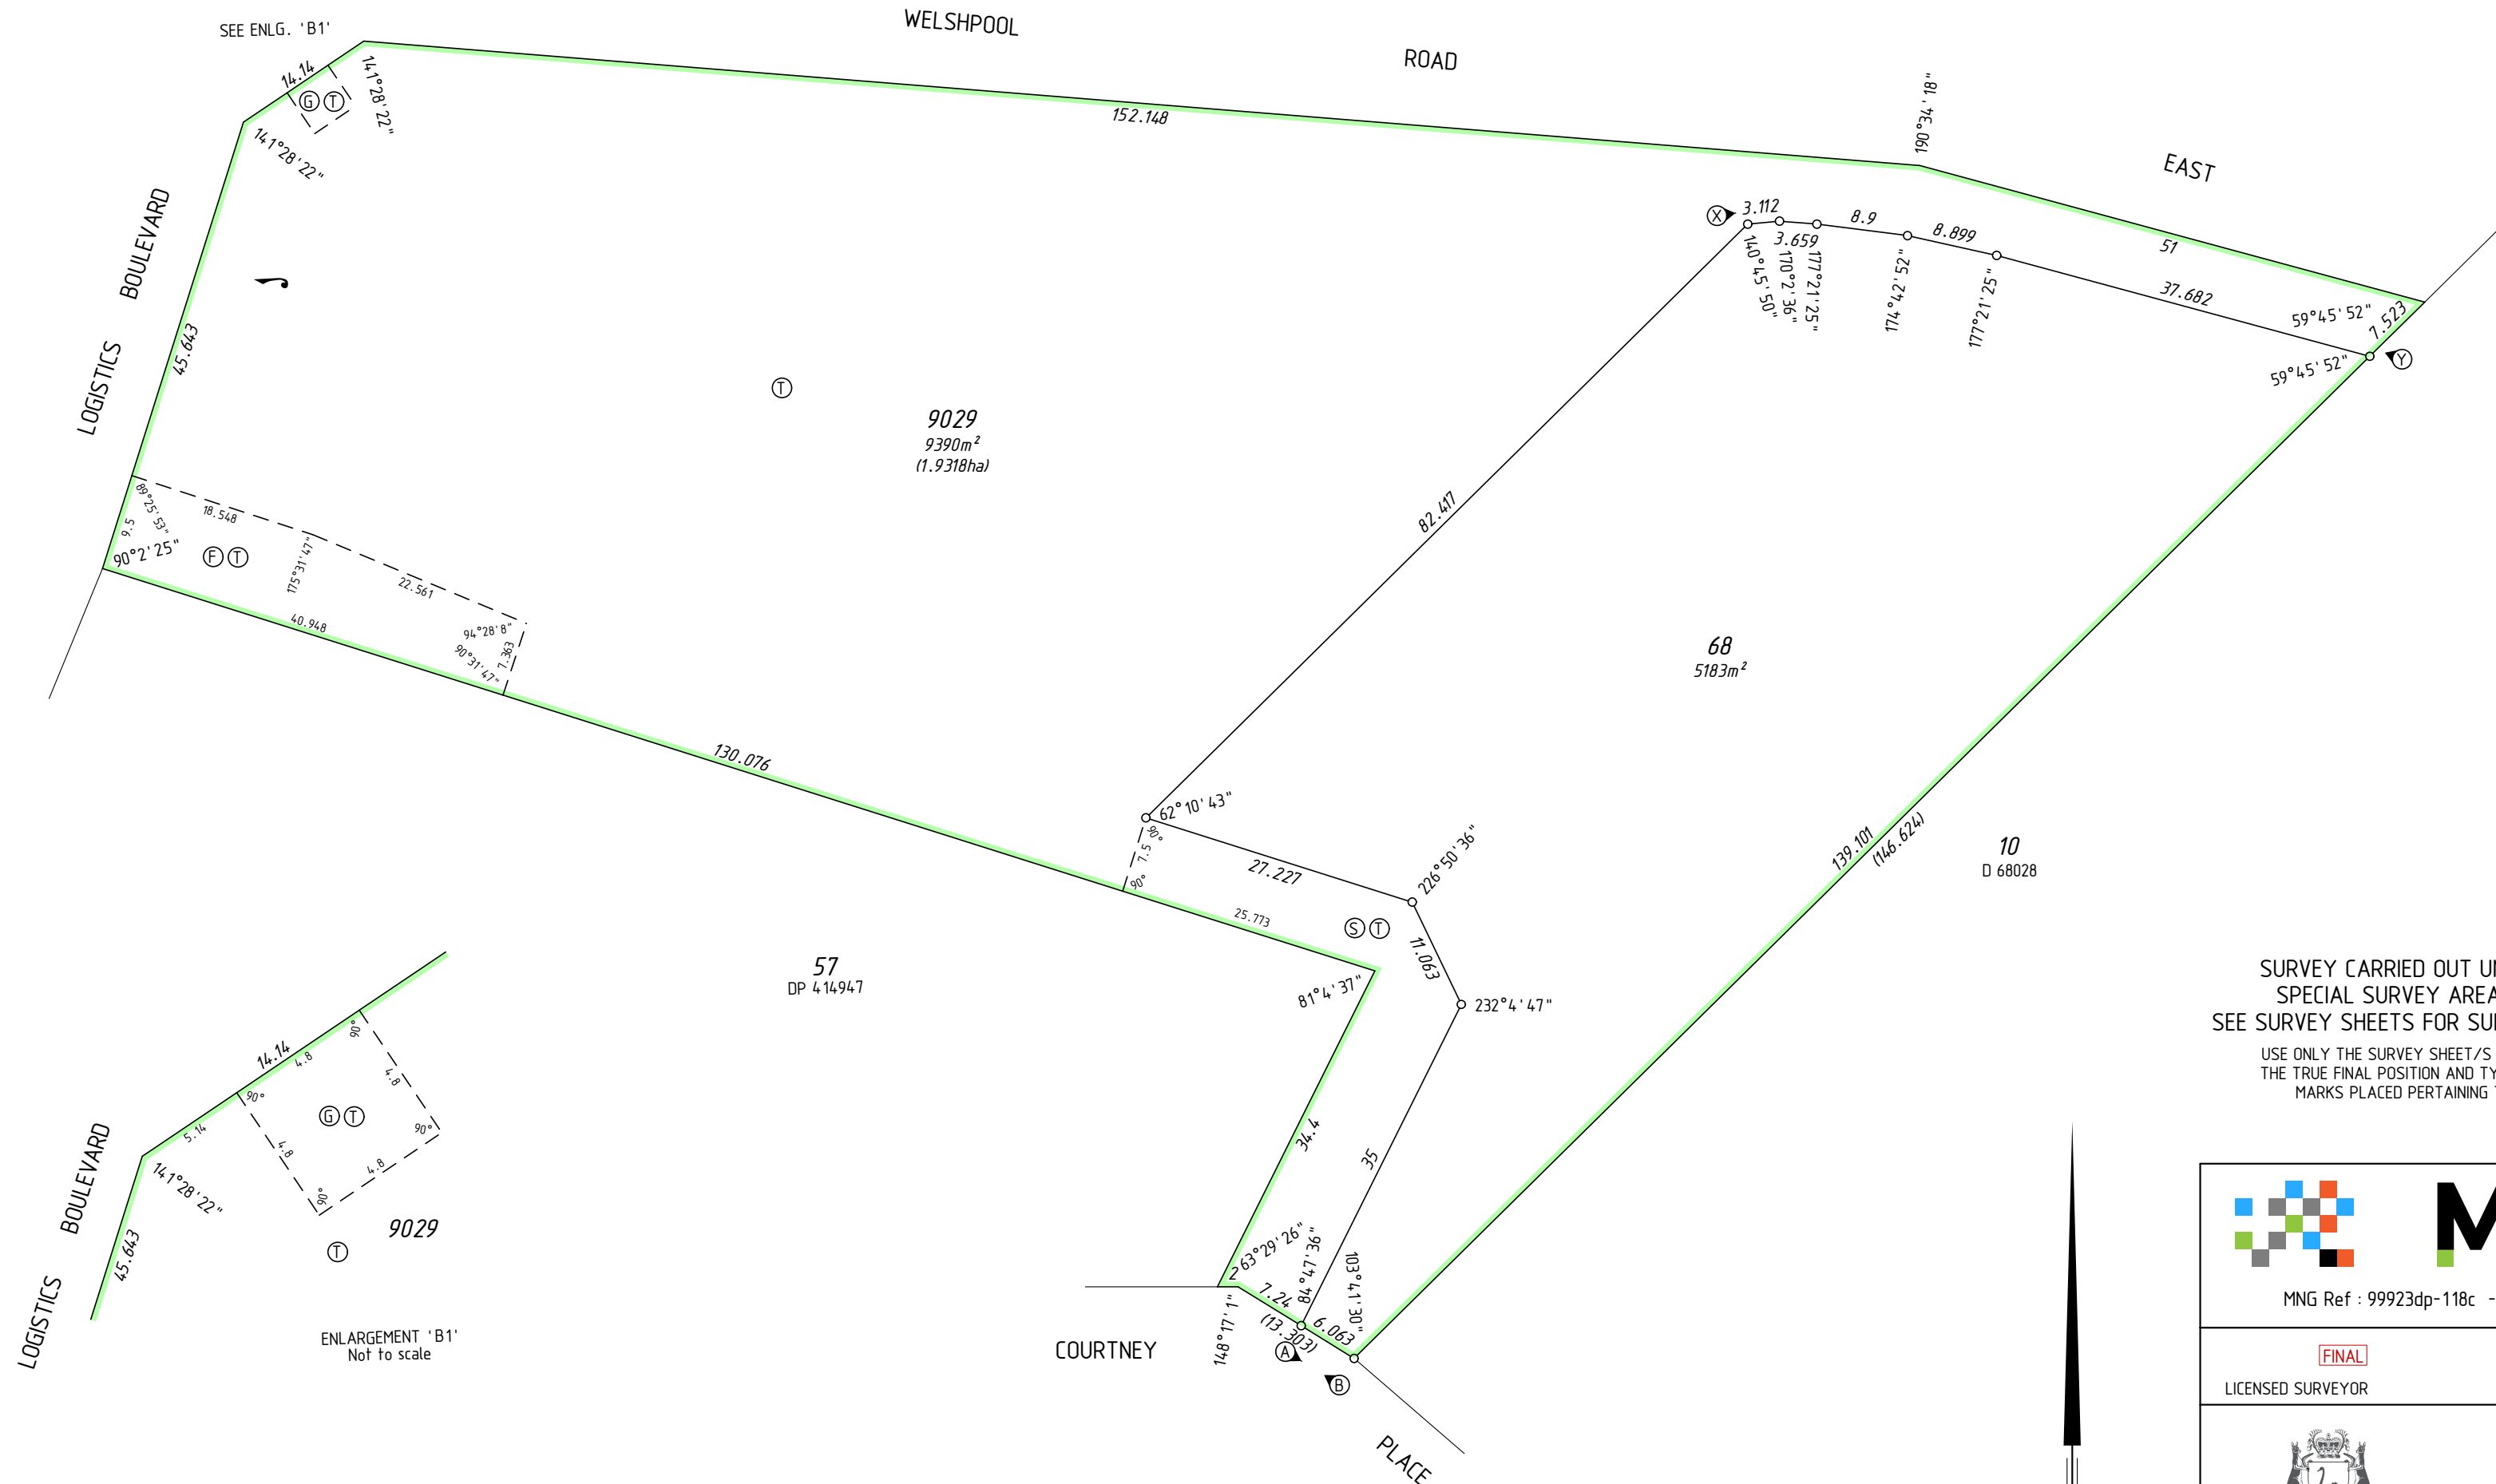 SEE ENLG. 'B1'
WELSHPOOL
ROAD
EAST
14.14
141°28'22"
G T
141°28'22"
152.148
190°34'18"
51
LOGISTICS BOULEVARD
45.643
X
3.112
3.659
8.9
8.899
37.682
140°45'50"
170°2'36"
177°21'25"
174°42'52"
177°21'25"
59°45'52"
7.523
59°45'52"
Y
T
9029
9390m²
(1.9318ha)
82.417
89°25'53"
18.548
9.5
90°2'25"
F T
175°31'47"
22.561
40.948
94°28'8"
90°31'47"
7.363
68
5183m²
130.076
62°10'43"
90°
7.5
90°
27.227
226°50'36"
25.773
S T
11.063
81°4'37"
232°4'47"
139.101
(146.624)
10
D 68028
57
DP 414947
34.4
35
2
63°29'26"
84°47'36"
103°41'30"
7.24
6.063
(13.303)
148°17'1"
A
B
COURTNEY
PLACE
14.14
4.8
90°
90°
4.8
G T
5.14
4.8
90°
4.8
90°
141°28'22"
LOGISTICS BOULEVARD
45.643
9029
T
ENLARGEMENT 'B1'
Not to scale
SURVEY CARRIED OUT
SPECIAL SURVEY AREA
SEE SURVEY SHEETS FOR
USE ONLY THE SURVEY SHEET/S
THE TRUE FINAL POSITION AND
MARKS PLACED PERTAINING
M
MNG Ref : 99923dp-118c -
FINAL
LICENSED SURVEYOR